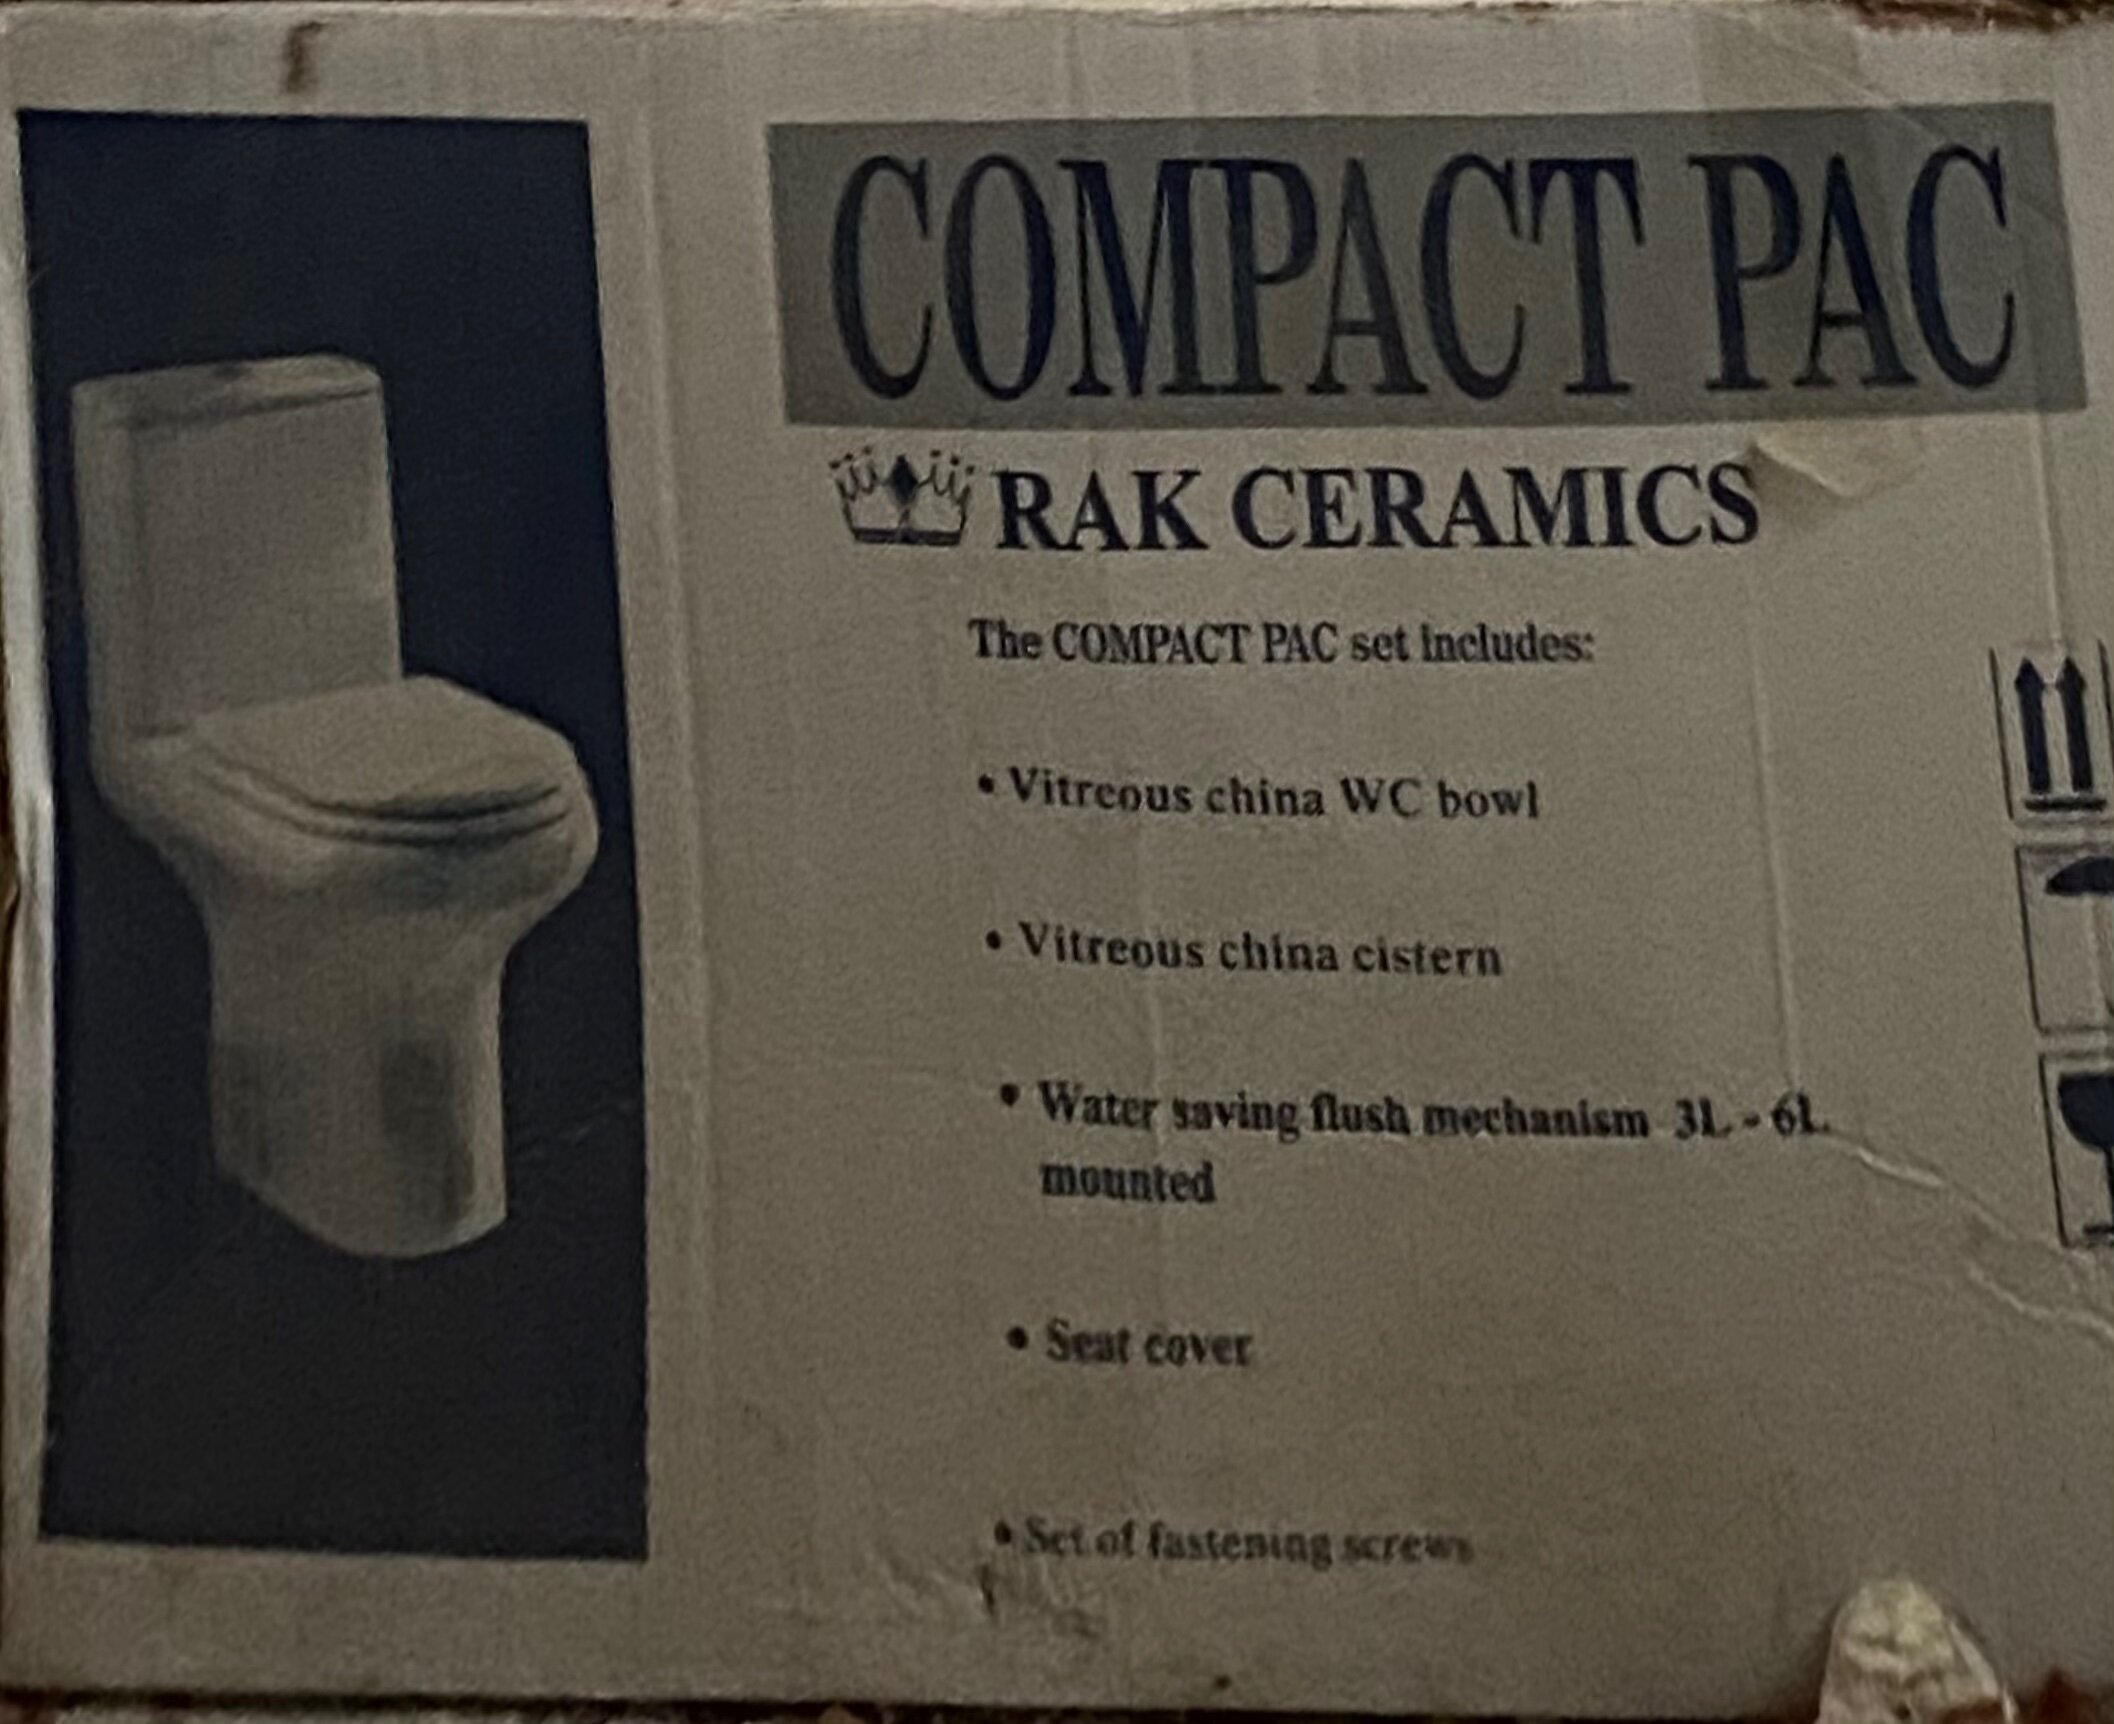 COMPACT PAC
RAK CERAMICS
The COMPACT PAC set includes:
• Vitreous china WC bowl
• Vitreous china cistern
• Water saving flush mechanism 3L - 6L
mounted
• Seat cover
• Set of fastening screws